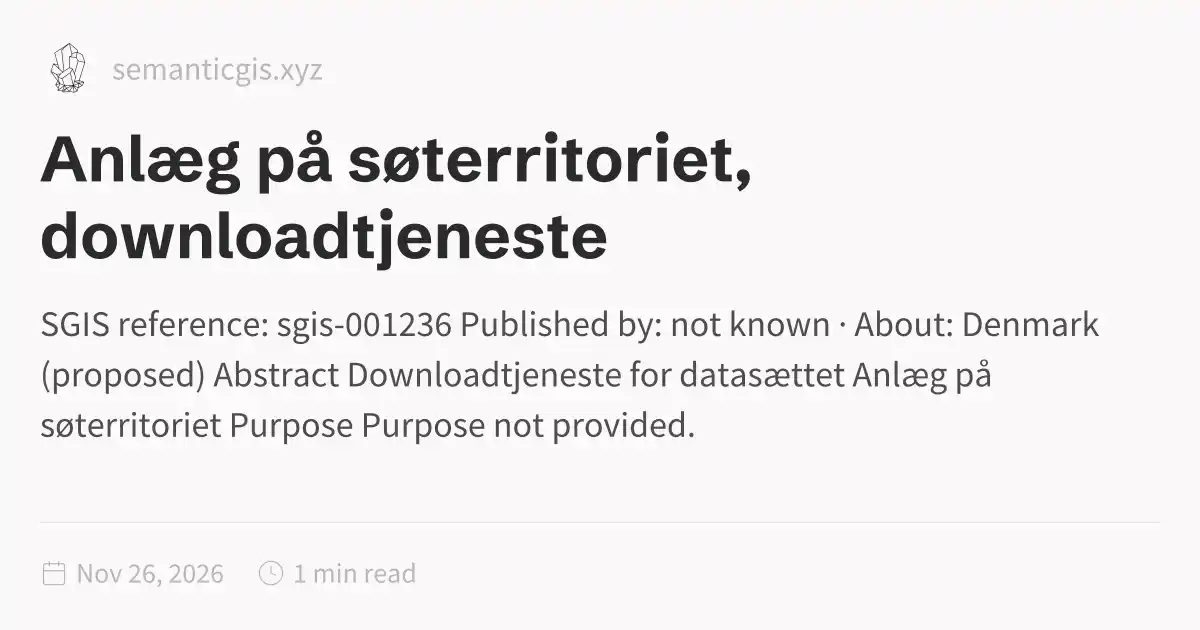 semanticgis.xyz
Anlæg på søterritoriet,
downloadtjeneste
SGIS reference: sgis-001236 Published by: not known · About: Denmark
(proposed) Abstract Downloadtjeneste for datasættet Anlæg på
søterritoriet Purpose Purpose not provided.
Nov 26, 2026 1 min read